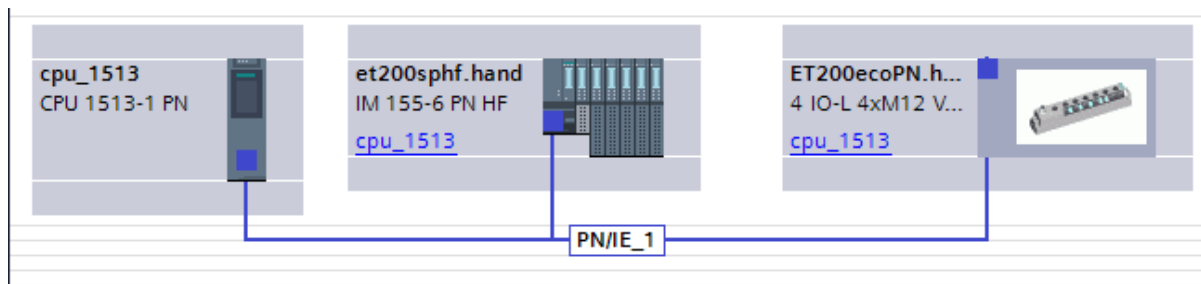 cpu_1513
CPU 1513-1 PN
et200sphf.hand
IM 155-6 PN HF
cpu_1513
ET200ecoPN.h...
4 IO-L 4xM12 V...
cpu_1513
PN/IE_1